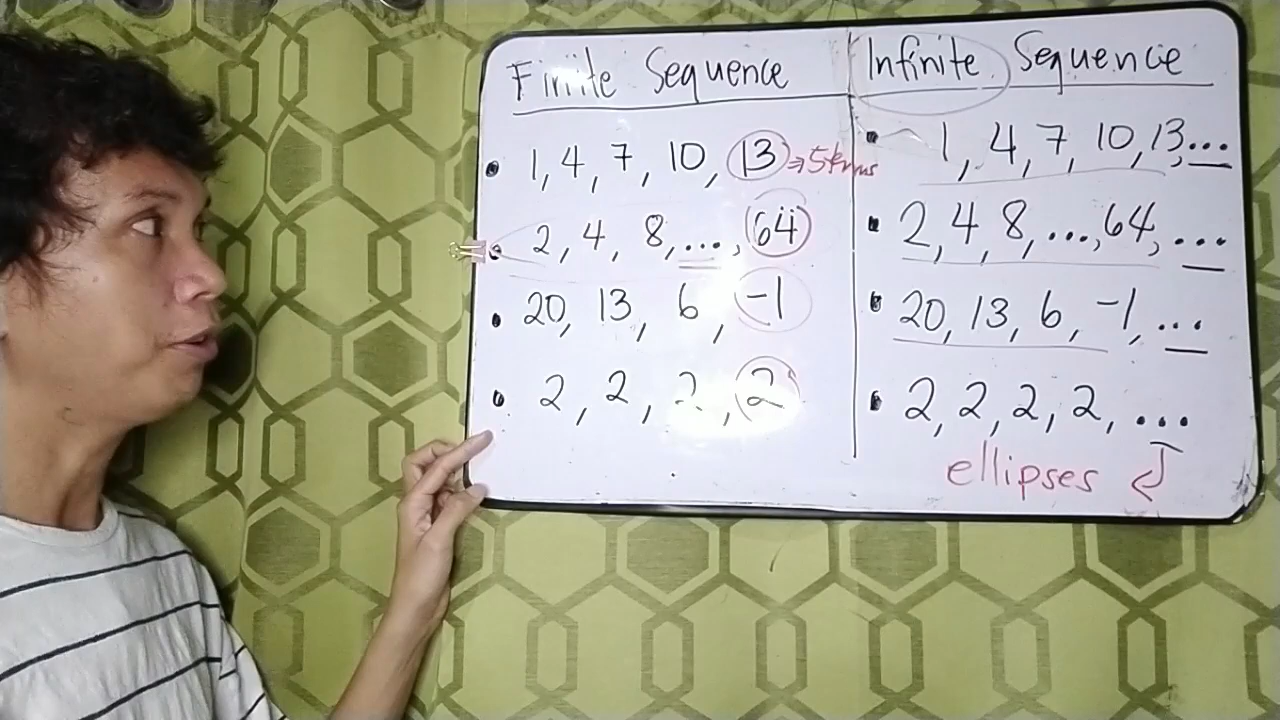 Finite Sequence
1, 4, 7, 10, 13 → 5 terms
2, 4, 8, ..., 64
20, 13, 6, -1
2, 2, 2, 2
Infinite Sequence
1, 4, 7, 10, 13, ...
2, 4, 8, ..., 64, ...
20, 13, 6, -1, ...
2, 2, 2, 2, ...
ellipses